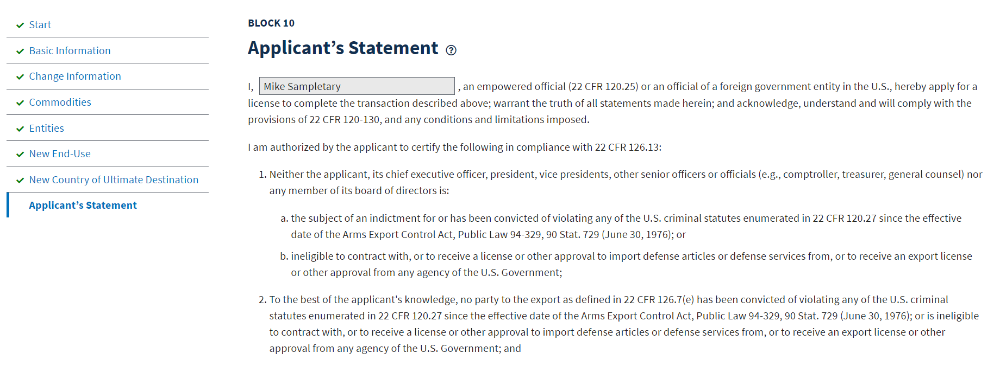 Start
Basic Information
Change Information
Commodities
Entities
New End-Use
New Country of Ultimate Destination
Applicant’s Statement
BLOCK 10
Applicant’s Statement ?
I, Mike Sampletary , an empowered official (22 CFR 120.25) or an official of a foreign government entity in the U.S., hereby apply for a
license to complete the transaction described above; warrant the truth of all statements made herein; and acknowledge, understand and will comply with the
provisions of 22 CFR 120-130, and any conditions and limitations imposed.
I am authorized by the applicant to certify the following in compliance with 22 CFR 126.13:
1. Neither the applicant, its chief executive officer, president, vice presidents, other senior officers or officials (e.g., comptroller, treasurer, general counsel) nor
any member of its board of directors is:
a. the subject of an indictment for or has been convicted of violating any of the U.S. criminal statutes enumerated in 22 CFR 120.27 since the effective
date of the Arms Export Control Act, Public Law 94-329, 90 Stat. 729 (June 30, 1976); or
b. ineligible to contract with, or to receive a license or other approval to import defense articles or defense services from, or to receive an export license
or other approval from any agency of the U.S. Government;
2. To the best of the applicant's knowledge, no party to the export as defined in 22 CFR 126.7(e) has been convicted of violating any of the U.S. criminal
statutes enumerated in 22 CFR 120.27 since the effective date of the Arms Export Control Act, Public Law 94-329, 90 Stat. 729 (June 30, 1976); or is ineligible
to contract with, or to receive a license or other approval to import defense articles or defense services from, or to receive an export license or other
approval from any agency of the U.S. Government; and